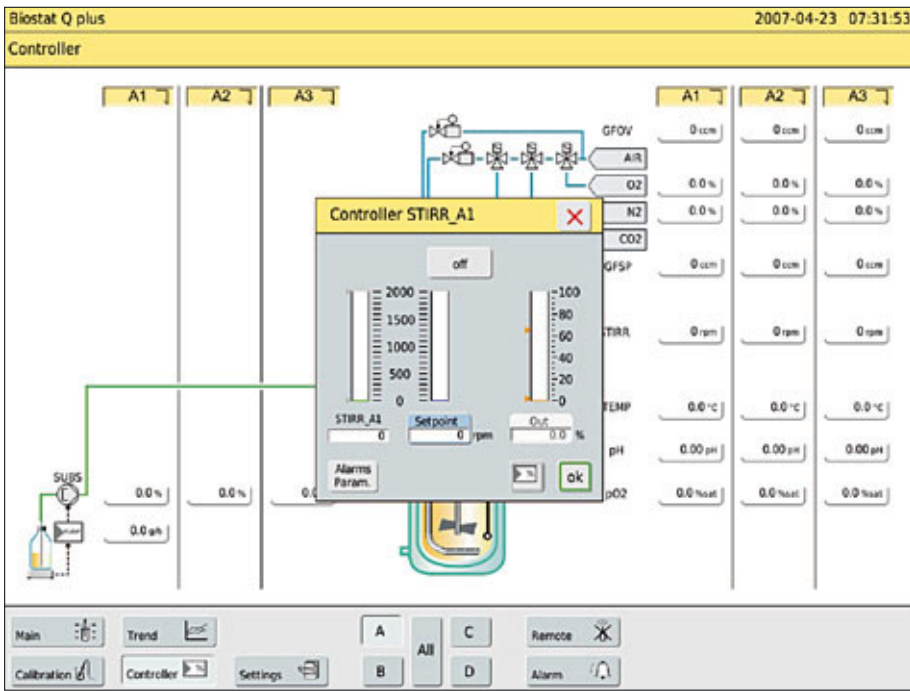 Biostat Q plus 2007-04-23 07:31:53
Controller
A1 A2 A3 A1 A2 A3
GFOV 0 ccm 0 ccm 0 ccm
AIR
O2 0.0 % 0.0 % 0.0 %
N2 0.0 % 0.0 % 0.0 %
CO2
GFSP 0 ccm 0 ccm 0 ccm
STIRR 0 rpm 0 rpm 0 rpm
TEMP 0.0 °C 0.0 °C 0.0 °C
pH 0.00 pH 0.00 pH 0.00 pH
pO2 0.0 %sat 0.0 %sat 0.0 %sat
Controller STIRR_A1
off
2000 100
1500 80
1000 60
500 40
0 20
0
STIRR_A1 Setpoint Out
0 0 rpm 0.0 %
Alarms
Param.
ok
SUBS
0.0 % 0.0 % 0.0
0.0 g/h
Main Trend A All C Remote
Calibration Controller Settings B D Alarm